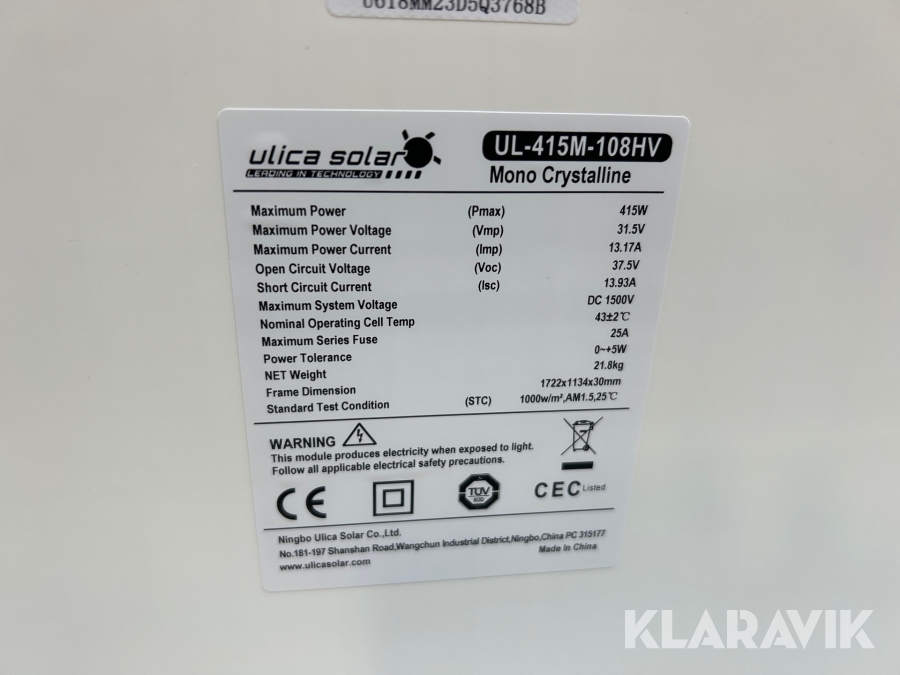 U618MM23D5Q3768B
ulica solar
LEADING IN TECHNOLOGY
UL-415M-108HV
Mono Crystalline
Maximum Power (Pmax) 415W
Maximum Power Voltage (Vmp) 31.5V
Maximum Power Current (Imp) 13.17A
Open Circuit Voltage (Voc) 37.5V
Short Circuit Current (Isc) 13.93A
Maximum System Voltage DC 1500V
Nominal Operating Cell Temp 43±2℃
Maximum Series Fuse 25A
Power Tolerance 0~+5W
NET Weight 21.8kg
Frame Dimension 1722x1134x30mm
Standard Test Condition (STC) 1000w/m²,AM1.5,25℃
WARNING
This module produces electricity when exposed to light.
Follow all applicable electrical safety precautions.
CE
TÜV
SÜD
CEC Listed
Ningbo Ulica Solar Co.,Ltd.
No.181-197 Shanshan Road,Wangchun Industrial District,Ningbo,China PC 315177
www.ulicasolar.com
Made in China
KLARAVIK